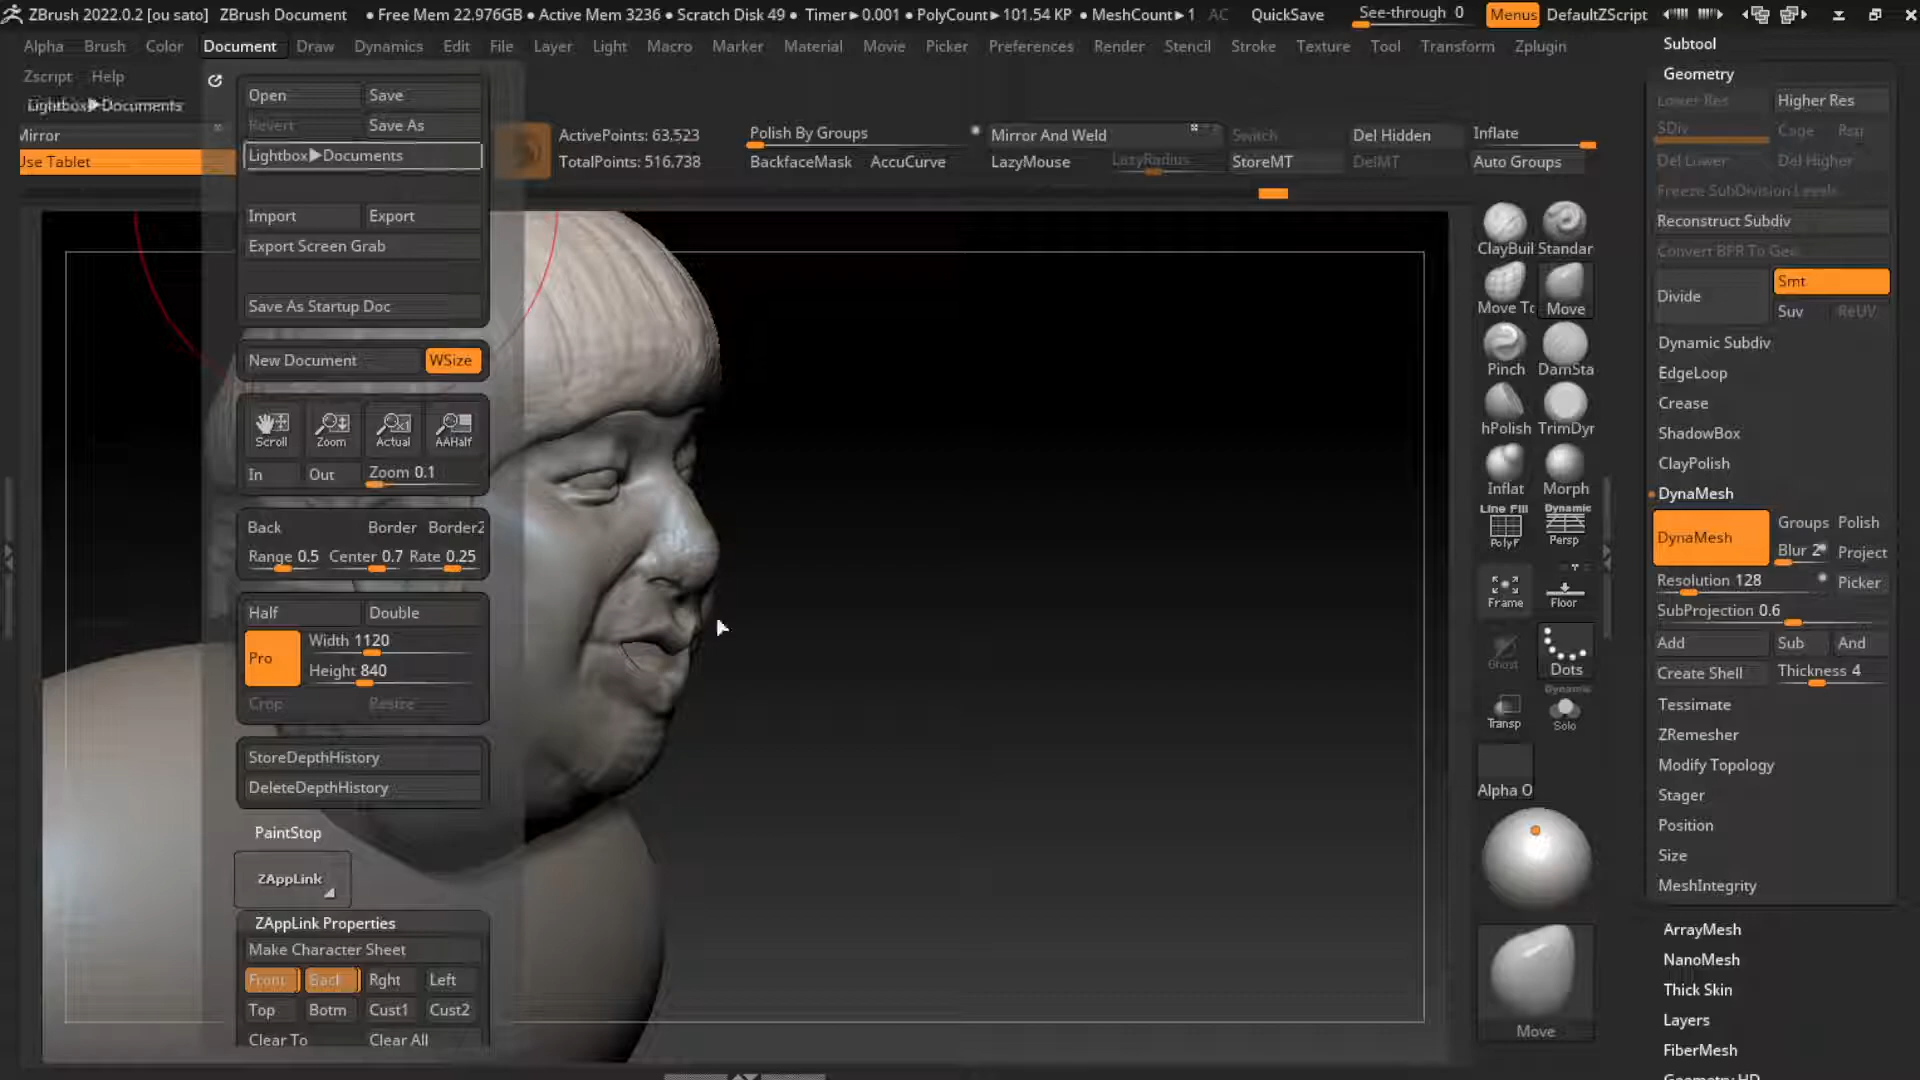 ZBrush 2022.0.2 [ou sato] ZBrush Document • Free Mem 22.976GB • Active Mem 3236 • Scratch Disk 49 • Timer▶0.001 • PolyCount▶101.54 KP • MeshCount▶1 AC QuickSave See-through 0 Menus DefaultZScript
Alpha Brush Color Document Draw Dynamics Edit File Layer Light Macro Marker Material Movie Picker Preferences Render Stencil Stroke Texture Tool Transform Zplugin
Zscript Help
Lightbox▶Documents
Mirror
Use Tablet
Open Save
Revert Save As
Lightbox▶Documents
Import Export
Export Screen Grab
Save As Startup Doc
New Document WSize
Scroll Zoom Actual AAHalf
In Out Zoom 0.1
Back Border Border2
Range 0.5 Center 0.7 Rate 0.25
Half Double
Pro Width 1120
Height 840
Crop Resize
StoreDepthHistory
DeleteDepthHistory
PaintStop
ZAppLink
ZAppLink Properties
Make Character Sheet
Front Back Rght Left
Top Botm Cust1 Cust2
Clear To Clear All
ActivePoints: 63,523 Polish By Groups Mirror And Weld Switch Del Hidden Inflate
TotalPoints: 516,738 BackfaceMask AccuCurve LazyMouse LazyRadius StoreMT DelMT Auto Groups
ClayBuil Standar
Move To Move
Pinch DamSta
hPolish TrimDyr
Inflat Morph
Line Fill Dynamic
PolyF Persp
Frame Floor
Ghost Dots
Dynamic
Transp Solo
Alpha O
Move
Subtool
Geometry
Lower Res Higher Res
SDiv Cage Rstr
Del Lower Del Higher
Freeze SubDivision Levels
Reconstruct Subdiv
Convert BPR To Geo
Divide Smt
Suv ReUV
Dynamic Subdiv
EdgeLoop
Crease
ShadowBox
ClayPolish
DynaMesh
DynaMesh Groups Polish
Blur 2 Project
Resolution 128 Picker
SubProjection 0.6
Add Sub And
Create Shell Thickness 4
Tessimate
ZRemesher
Modify Topology
Stager
Position
Size
MeshIntegrity
ArrayMesh
NanoMesh
Thick Skin
Layers
FiberMesh
Geometry HD